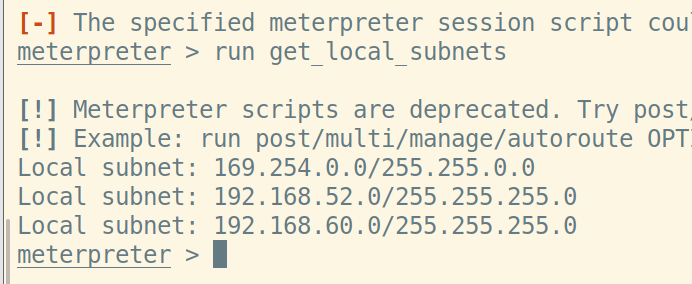 [-] The specified meterpreter session script
meterpreter > run get_local_subnets
[!] Meterpreter scripts are deprecated. Try post/
[!] Example: run post/multi/manage/autoroute
Local subnet: 169.254.0.0/255.255.0.0
Local subnet: 192.168.52.0/255.255.255.0
Local subnet: 192.168.60.0/255.255.255.0
meterpreter >